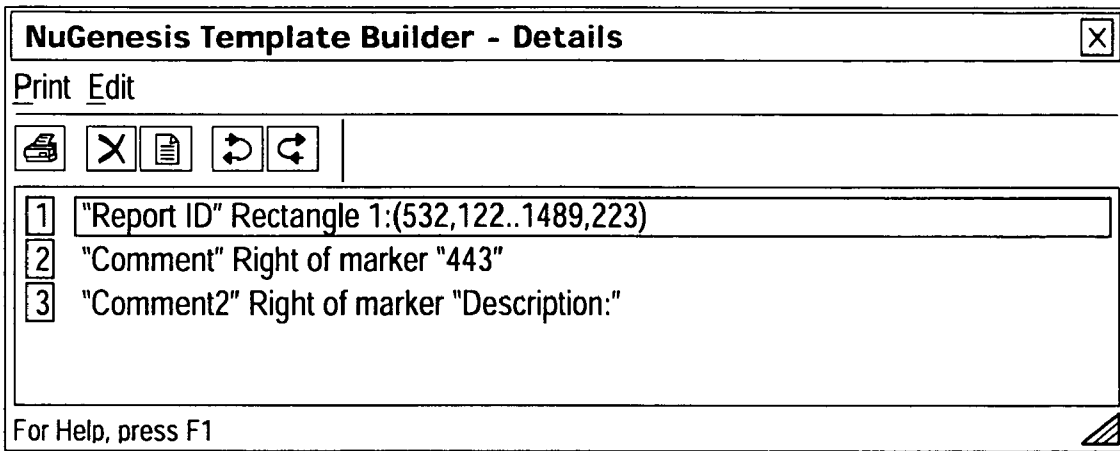 NuGenesis Template Builder - Details
Print Edit
1 "Report ID" Rectangle 1:(532,122..1489,223)
2 "Comment" Right of marker "443"
3 "Comment2" Right of marker "Description:"
For Help, press F1